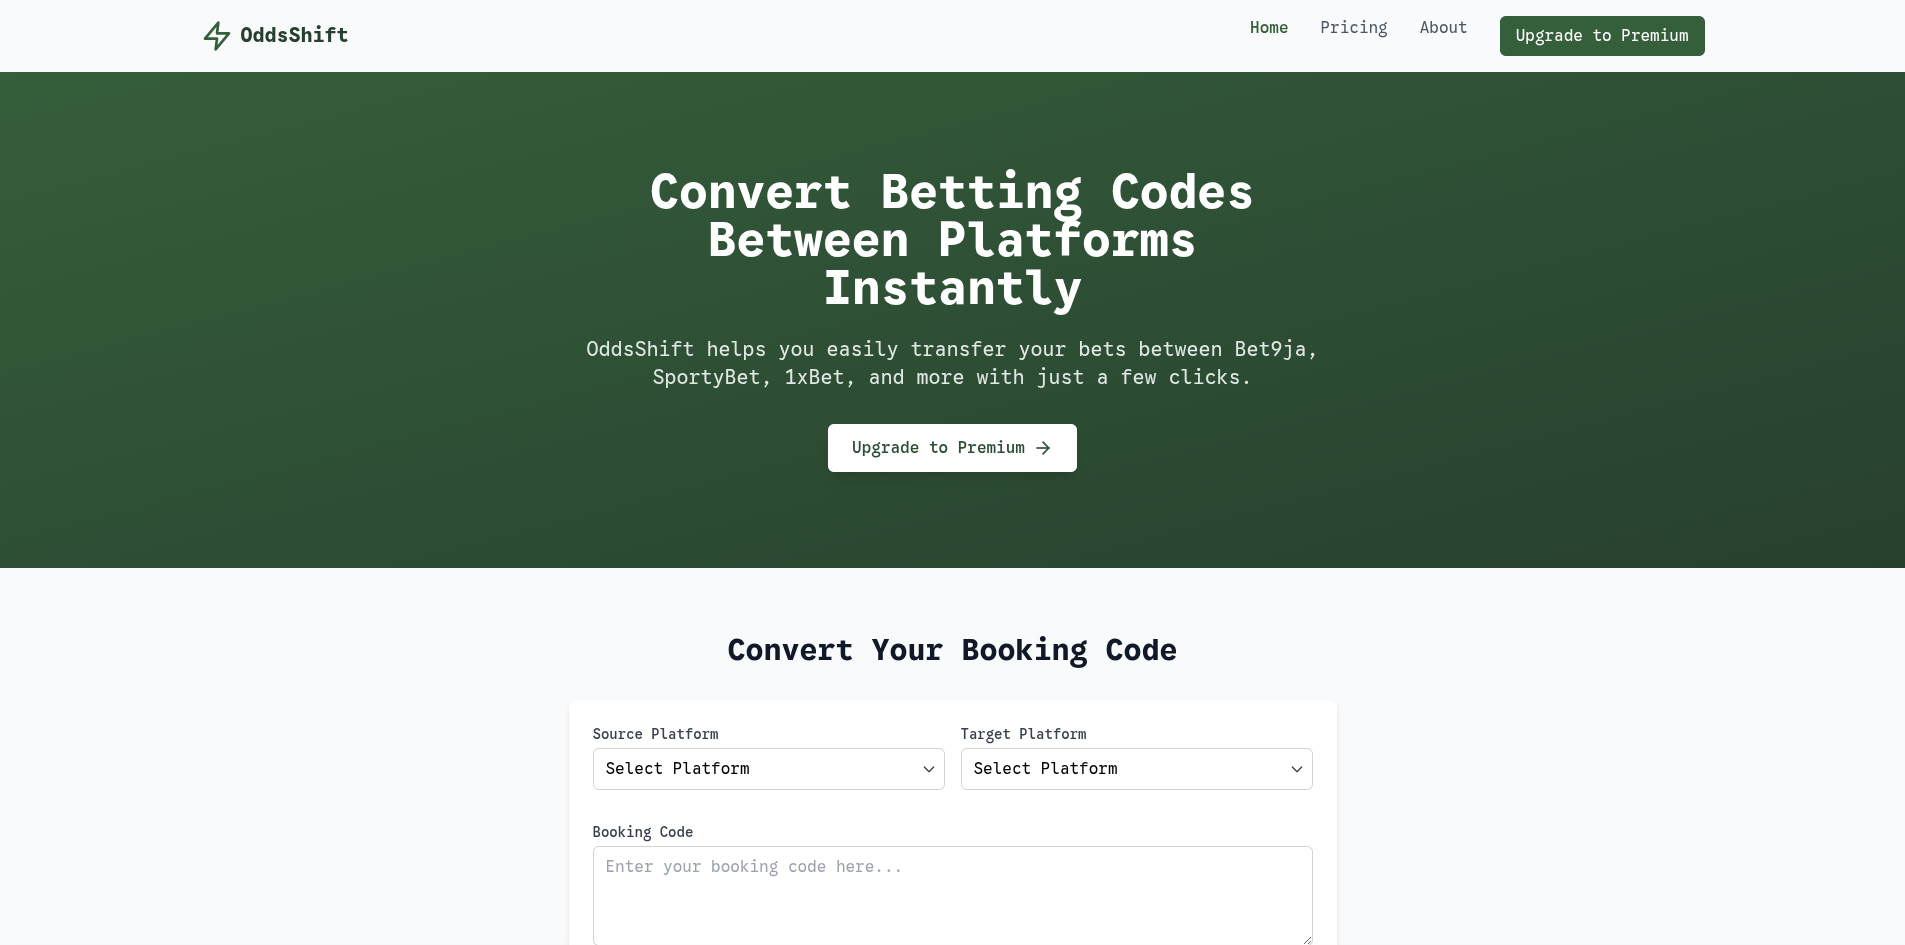 OddsShift
Home
Pricing
About
Upgrade to Premium
Convert Betting Codes
Between Platforms
Instantly
OddsShift helps you easily transfer your bets between Bet9ja,
SportyBet, 1xBet, and more with just a few clicks.
Upgrade to Premium
Convert Your Booking Code
Source Platform
Target Platform
Select Platform
Select Platform
Booking Code
Enter your booking code here...